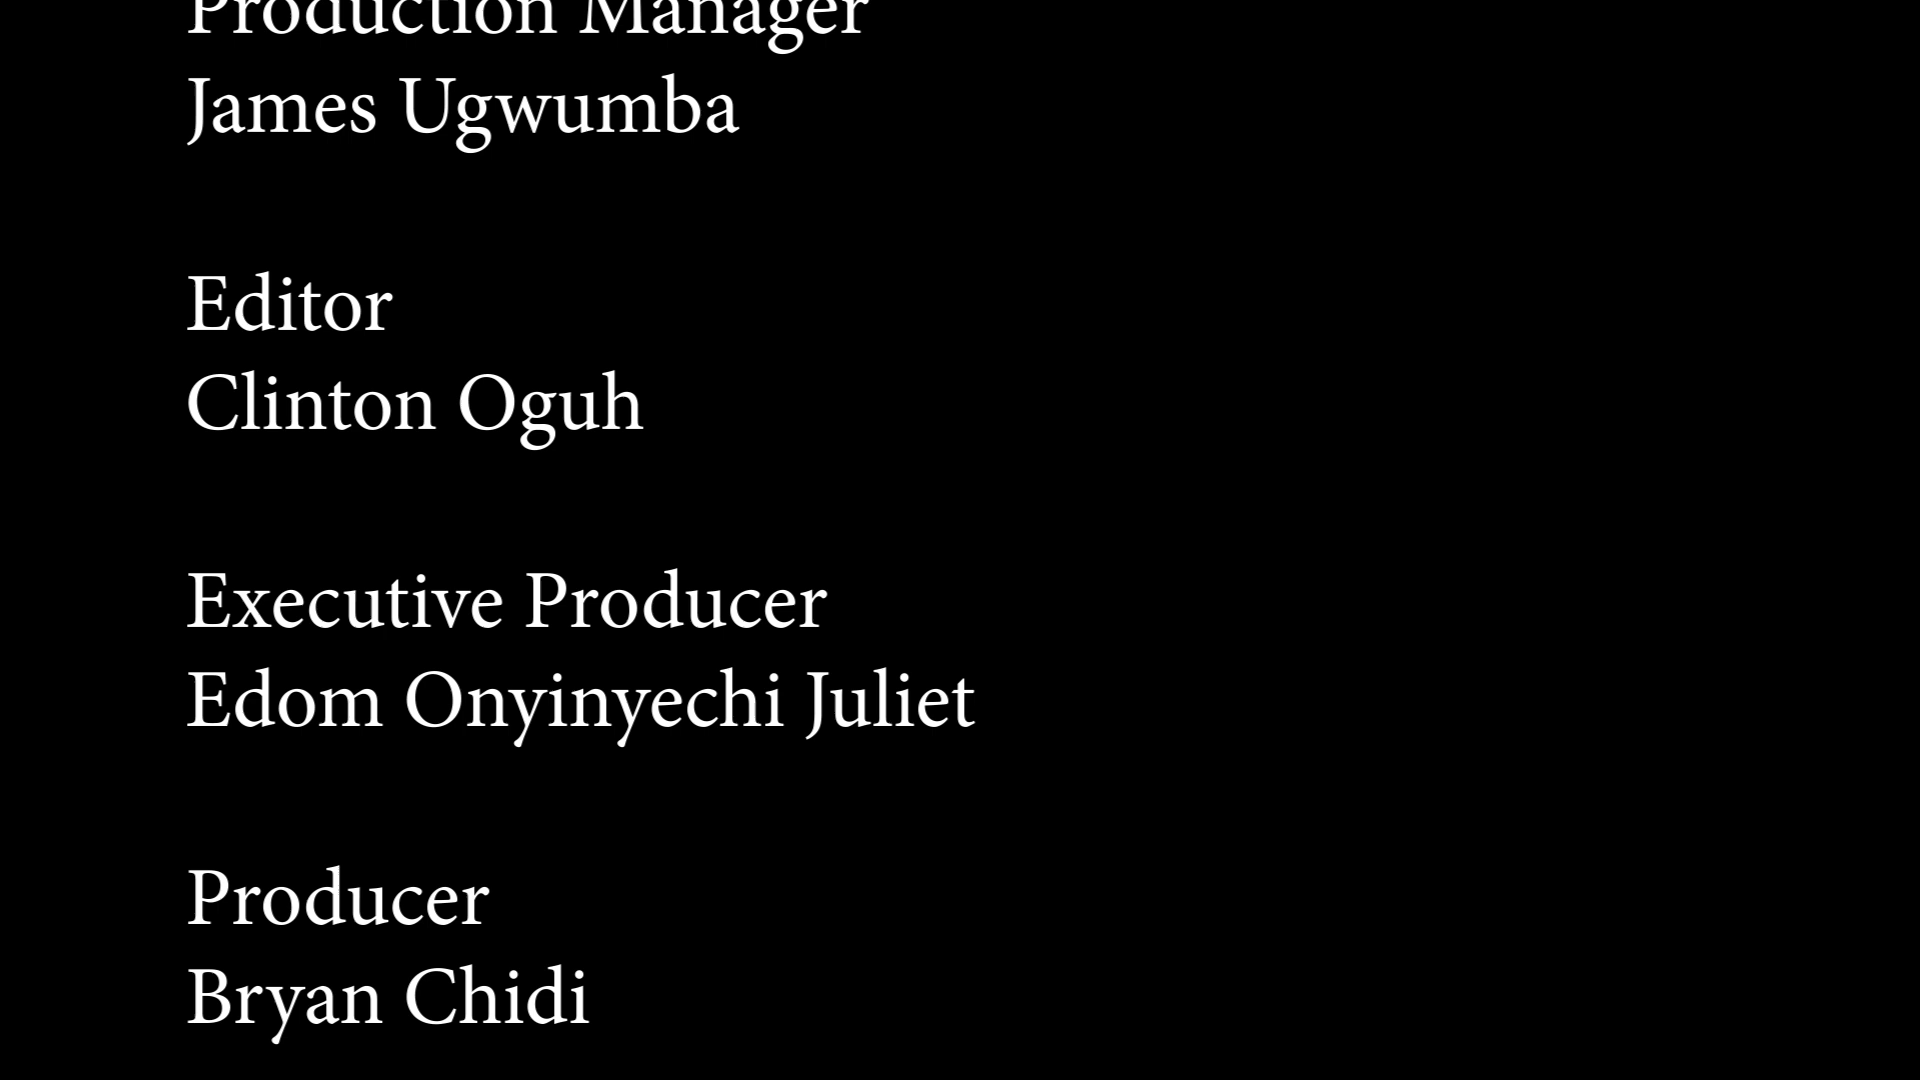 Production Manager
James Ugwumba
Editor
Clinton Oguh
Executive Producer
Edom Onyinyechi Juliet
Producer
Bryan Chidi